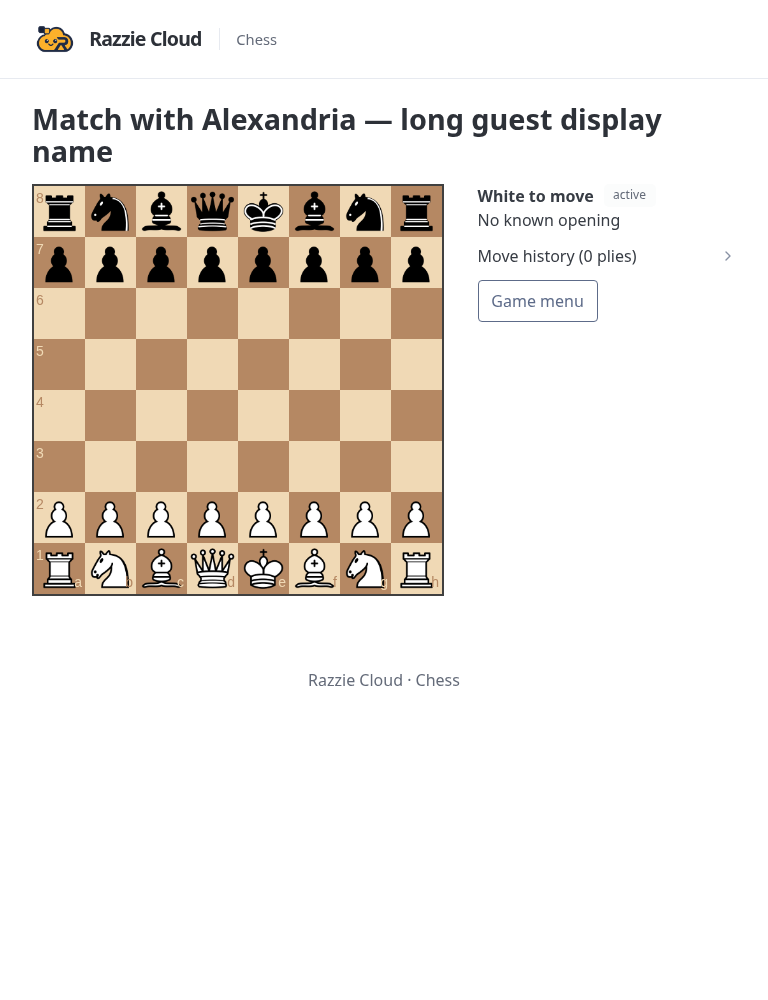 Razzie Cloud
Chess
Match with Alexandria — long guest display
name
White to move active
No known opening
Move history (0 plies)
Game menu
8
7
6
5
4
3
2
1
a b c d e f g h
Razzie Cloud · Chess